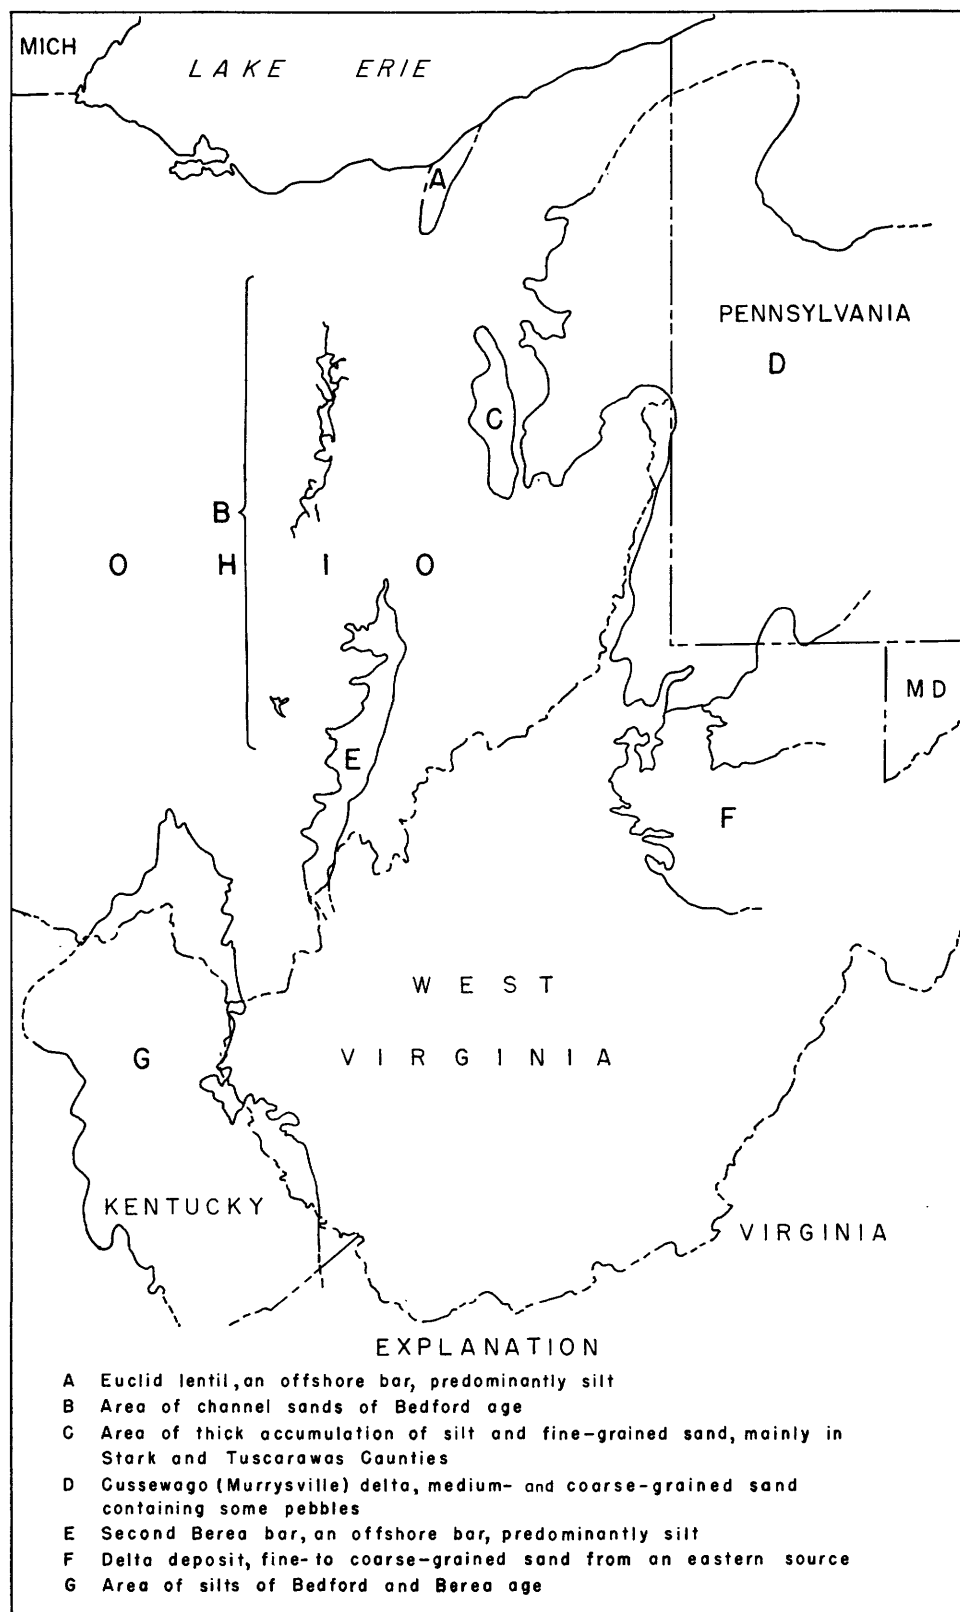 MICH
LAKE ERIE
A
PENNSYLVANIA
D
C
B
O H I O
MD
E
F
WEST
VIRGINIA
G
KENTUCKY
VIRGINIA
EXPLANATION
A Euclid lentil, an offshore bar, predominantly silt
B Area of channel sands of Bedford age
C Area of thick accumulation of silt and fine-grained sand, mainly in
Stark and Tuscarawas Caunties
D Cussewago (Murrysville) delta, medium- and coarse-grained sand
containing some pebbles
E Second Berea bar, an offshore bar, predominantly silt
F Delta deposit, fine- to coarse-grained sand from an eastern source
G Area of silts of Bedford and Berea age